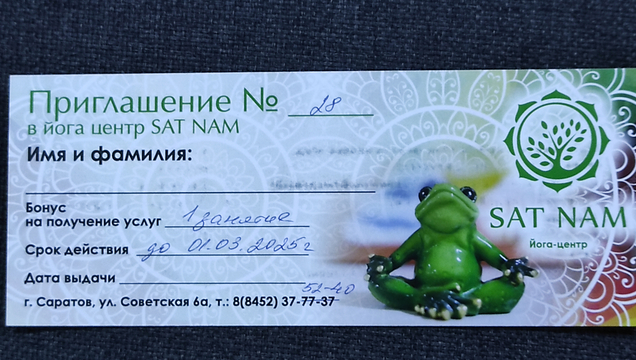 Приглашение № 28
в йога центр SAT NAM
Имя и фамилия:
Бонус
на получение услуг 1 занятие
Срок действия до 01.03.2025г
Дата выдачи
52-40
г. Саратов, ул. Советская 6а, т.: 8(8452) 37-77-37
SAT NAM
Йога-центр